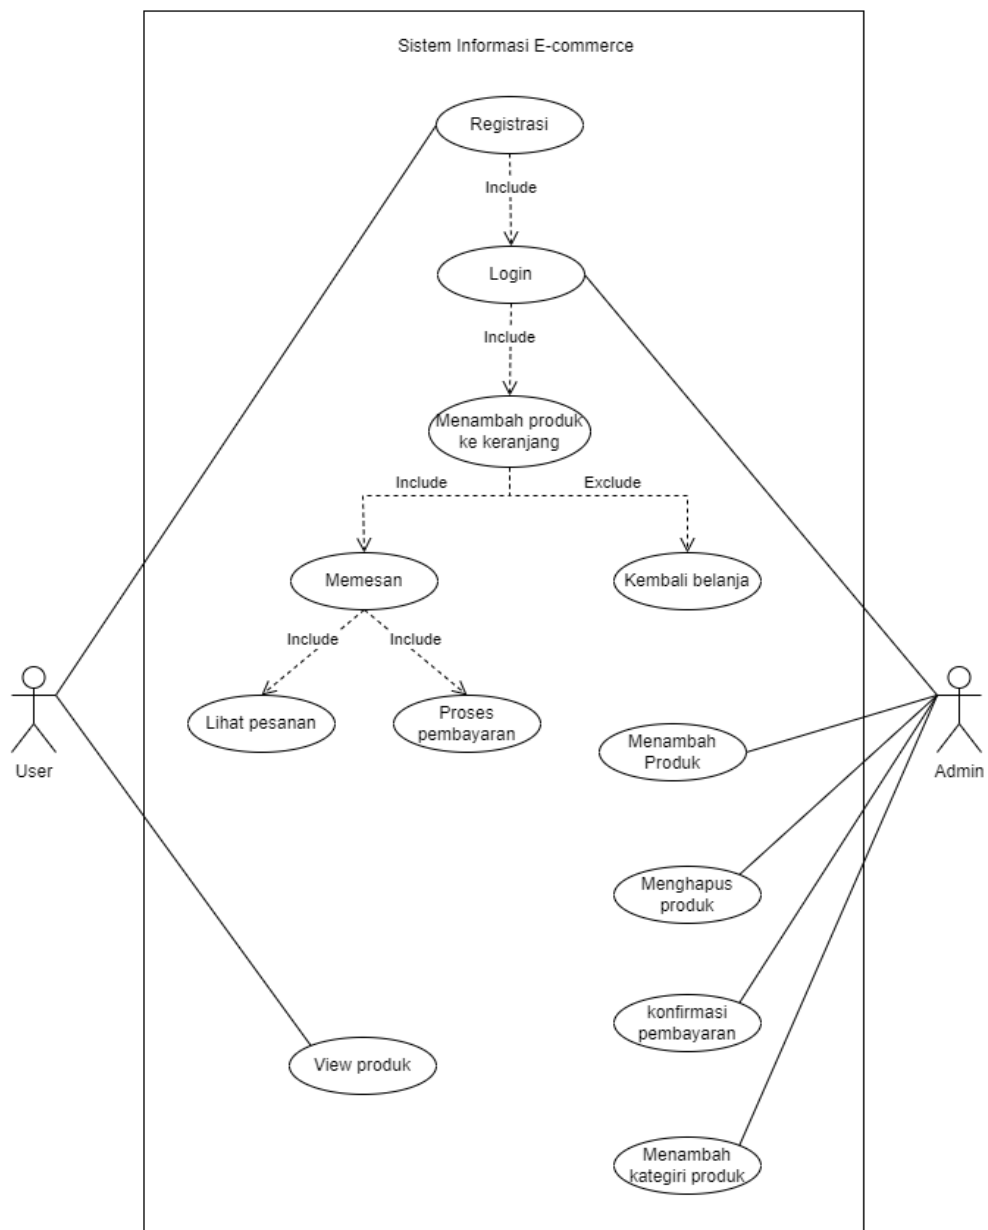 Sistem Informasi E-commerce
Registrasi
Include
Login
Include
Menambah produk
ke keranjang
Include
Exclude
Memesan
Kembali belanja
Include
Include
Lihat pesanan
Proses
pembayaran
User
Menambah
Produk
Admin
Menghapus
produk
konfirmasi
pembayaran
View produk
Menambah
kategiri produk